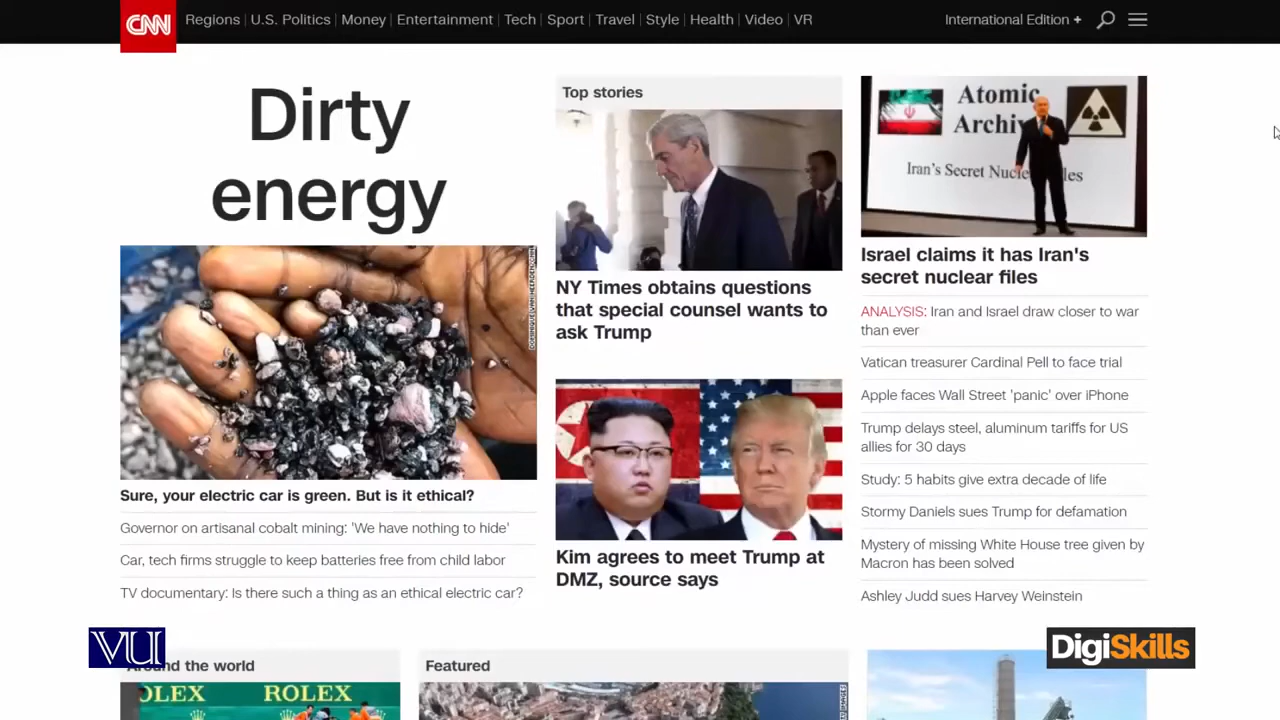 CNN
Regions
U.S. Politics
Money
Entertainment
Tech
Sport
Travel
Style
Health
Video
VR
International Edition +
Dirty
energy
Sure, your electric car is green. But is it ethical?
Governor on artisanal cobalt mining: 'We have nothing to hide'
Car, tech firms struggle to keep batteries free from child labor
TV documentary: Is there such a thing as an ethical electric car?
Top stories
NY Times obtains questions
that special counsel wants to
ask Trump
Kim agrees to meet Trump at
DMZ, source says
Atomic
Archi
Iran's Secret Nucle les
Israel claims it has Iran's
secret nuclear files
ANALYSIS: Iran and Israel draw closer to war
than ever
Vatican treasurer Cardinal Pell to face trial
Apple faces Wall Street 'panic' over iPhone
Trump delays steel, aluminum tariffs for US
allies for 30 days
Study: 5 habits give extra decade of life
Stormy Daniels sues Trump for defamation
Mystery of missing White House tree given by
Macron has been solved
Ashley Judd sues Harvey Weinstein
VU
DigiSkills
Around the world
OLEX ROLEX
Featured